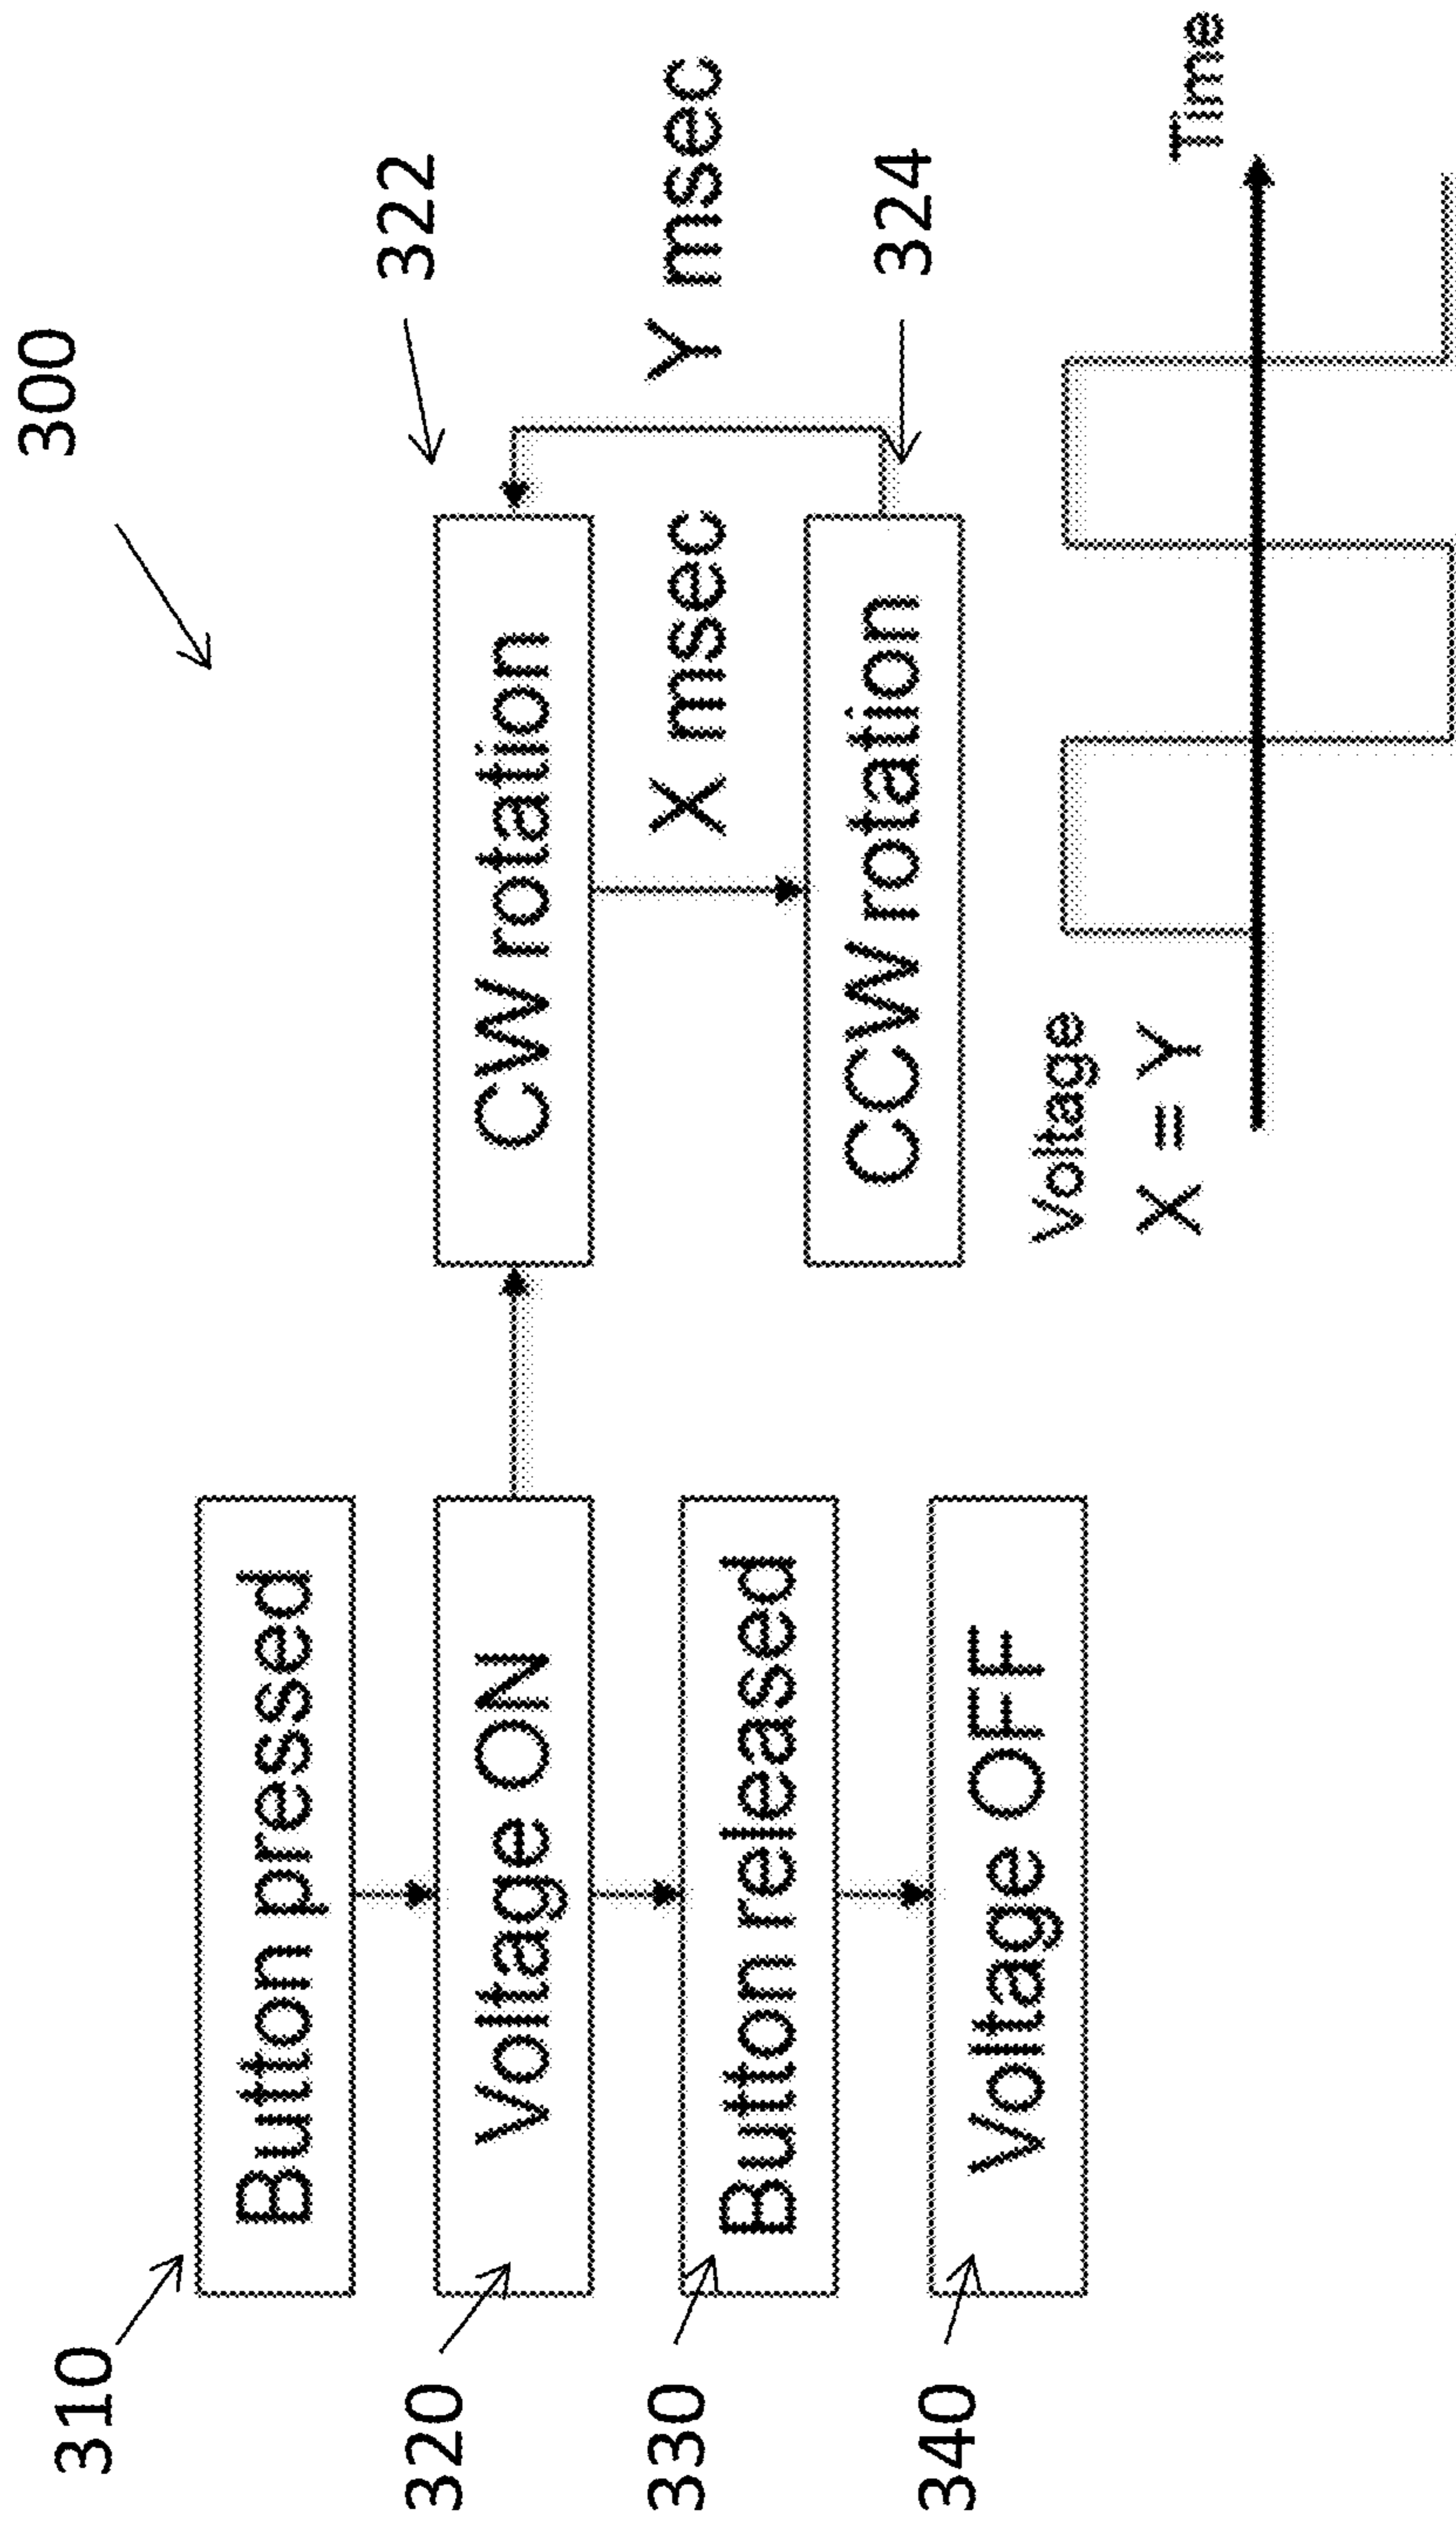 300
310
Button pressed
320
Voltage ON
330
Button released
340
Voltage OFF
322
CW rotation
X msec
Y msec
324
CCW rotation
Voltage
X = Y
Time